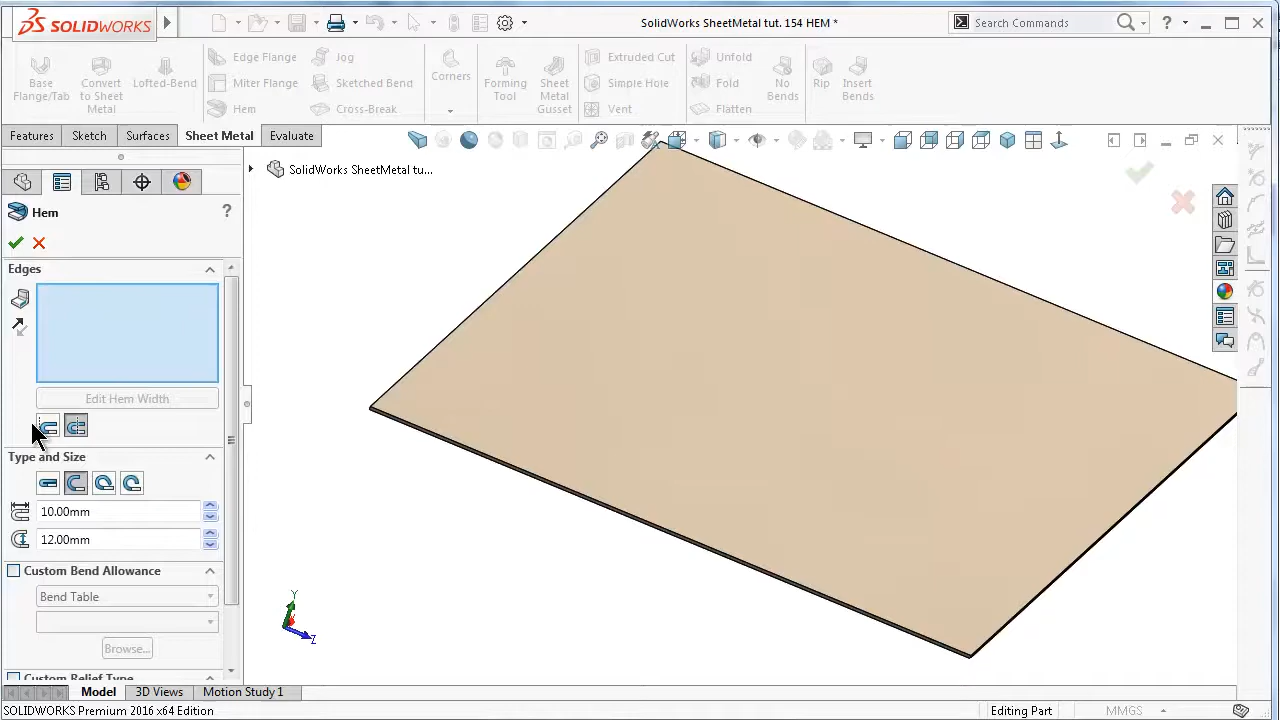 SOLIDWORKS
SolidWorks SheetMetal tut. 154 HEM *
Search Commands
?
Base Flange/Tab
Convert to Sheet Metal
Lofted-Bend
Edge Flange
Miter Flange
Hem
Jog
Sketched Bend
Cross-Break
Corners
Forming Tool
Sheet Metal Gusset
Extruded Cut
Simple Hole
Vent
Unfold
Fold
Flatten
No Bends
Rip
Insert Bends
Features
Sketch
Surfaces
Sheet Metal
Evaluate
SolidWorks SheetMetal tu...
Hem
?
Edges
Edit Hem Width
Type and Size
10.00mm
12.00mm
Custom Bend Allowance
Bend Table
Browse...
Custom Relief Type
Y
Z
Model
3D Views
Motion Study 1
SOLIDWORKS Premium 2016 x64 Edition
Editing Part
MMGS